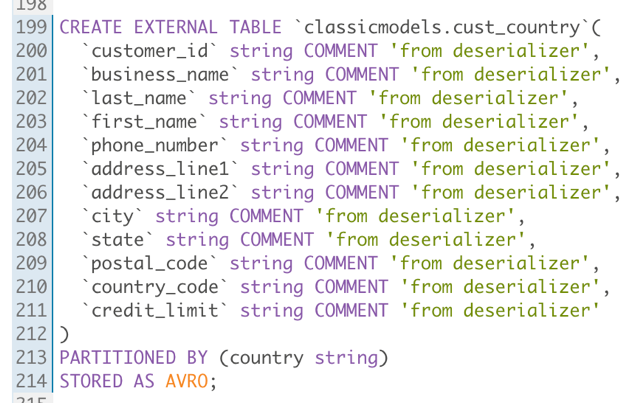 198
199 CREATE EXTERNAL TABLE `classicmodels.cust_country`(
200 `customer_id` string COMMENT 'from deserializer',
201 `business_name` string COMMENT 'from deserializer',
202 `last_name` string COMMENT 'from deserializer',
203 `first_name` string COMMENT 'from deserializer',
204 `phone_number` string COMMENT 'from deserializer',
205 `address_line1` string COMMENT 'from deserializer',
206 `address_line2` string COMMENT 'from deserializer',
207 `city` string COMMENT 'from deserializer',
208 `state` string COMMENT 'from deserializer',
209 `postal_code` string COMMENT 'from deserializer',
210 `country_code` string COMMENT 'from deserializer',
211 `credit_limit` string COMMENT 'from deserializer'
212 )
213 PARTITIONED BY (country string)
214 STORED AS AVRO;
215